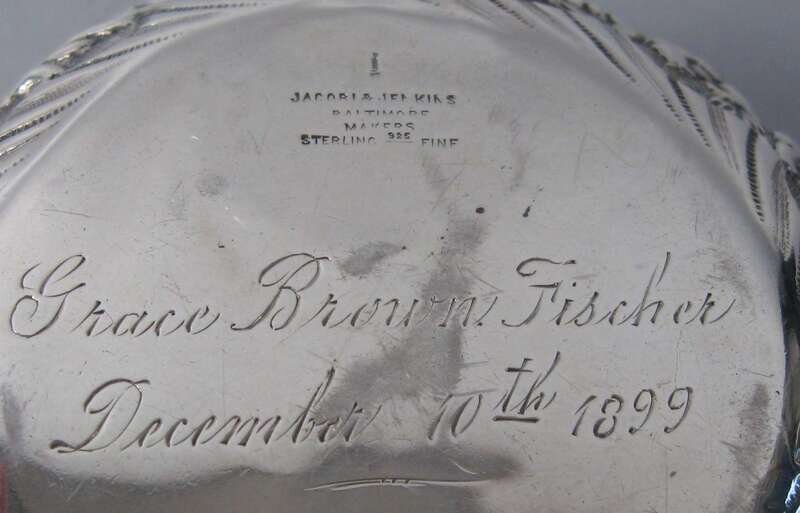 JACOBI & JENKINS
BALTIMORE
MAKERS
STERLING 925 FINE
Grace Brown Fischer
December 10th 1899